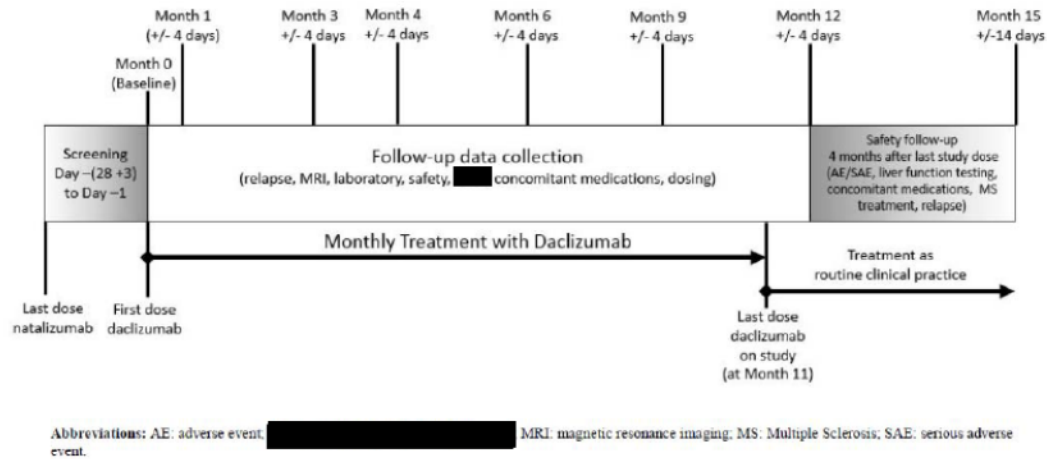 Month 1
(+/- 4 days)
Month 3
+/- 4 days
Month 4
+/- 4 days
Month 6
+/- 4 days
Month 9
+/- 4 days
Month 12
+/- 4 days
Month 15
+/-14 days
Month 0
(Baseline)
Screening
Day –(28 +3)
to Day –1
Follow-up data collection
(relapse, MRI, laboratory, safety, concomitant medications, dosing)
Safety follow-up
4 months after last study dose
(AE/SAE, liver function testing,
concomitant medications, MS
treatment, relapse)
Monthly Treatment with Daclizumab
Treatment as
routine clinical practice
Last dose
natalizumab
First dose
daclizumab
Last dose
daclizumab
on study
(at Month 11)
Abbreviations: AE: adverse event; MRI: magnetic resonance imaging; MS: Multiple Sclerosis; SAE: serious adverse
event.